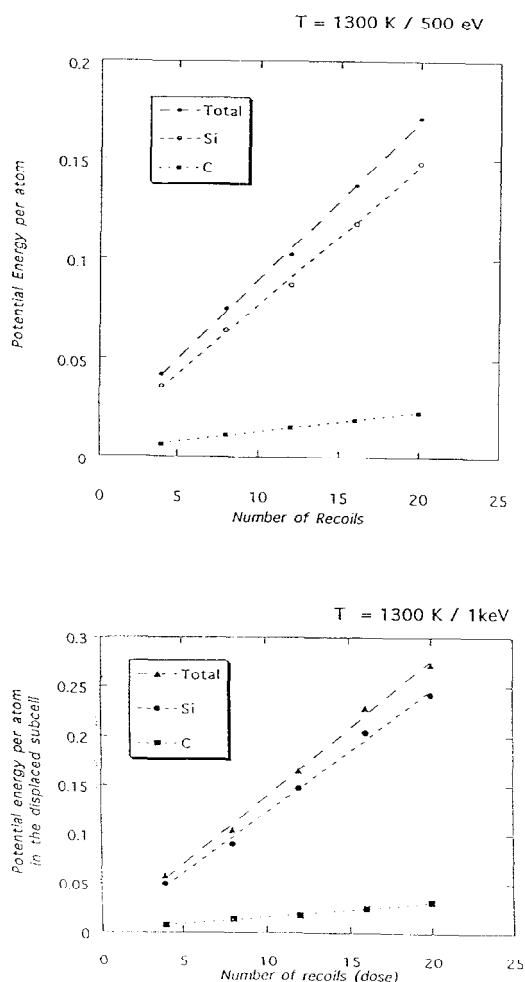 T = 1300 K / 500 eV
0.2
0.15
0.1
0.05
0
Potential Energy per atom
Total
Si
C
0 5 10 15 20 25
Number of Recoils
T = 1300 K / 1keV
0.3
0.25
0.2
0.15
0.1
0.05
0
Potential energy per atom
in the displaced subcell
Total
Si
C
0 5 10 15 20 25
Number of recoils (dose)